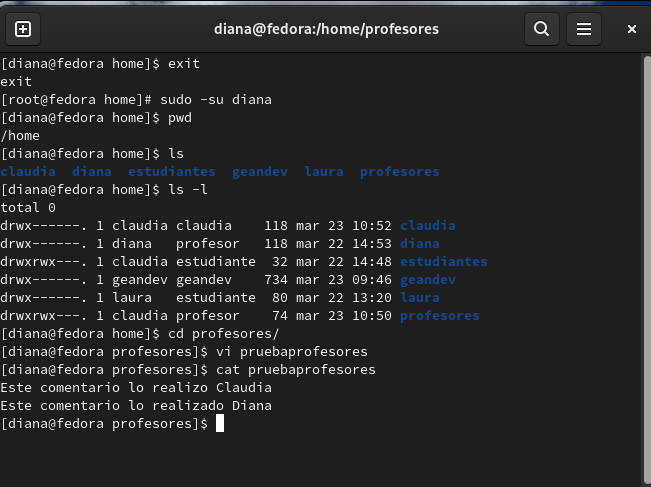 diana@fedora:/home/profesores
[diana@fedora home]$ exit
exit
[root@fedora home]# sudo -su diana
[diana@fedora home]$ pwd
/home
[diana@fedora home]$ ls
claudia  diana  estudiantes  geandev  laura  profesores
[diana@fedora home]$ ls -l
total 0
drwx------. 1 claudia claudia    118 mar 23 10:52 claudia
drwx------. 1 diana   profesor   118 mar 22 14:53 diana
drwxrwx---. 1 claudia estudiante  32 mar 22 14:48 estudiantes
drwx------. 1 geandev geandev    734 mar 23 09:46 geandev
drwx------. 1 laura   estudiante  80 mar 22 13:20 laura
drwxrwx---. 1 claudia profesor    74 mar 23 10:50 profesores
[diana@fedora home]$ cd profesores/
[diana@fedora profesores]$ vi pruebaprofesores
[diana@fedora profesores]$ cat pruebaprofesores
Este comentario lo realizo Claudia
Este comentario lo realizado Diana
[diana@fedora profesores]$